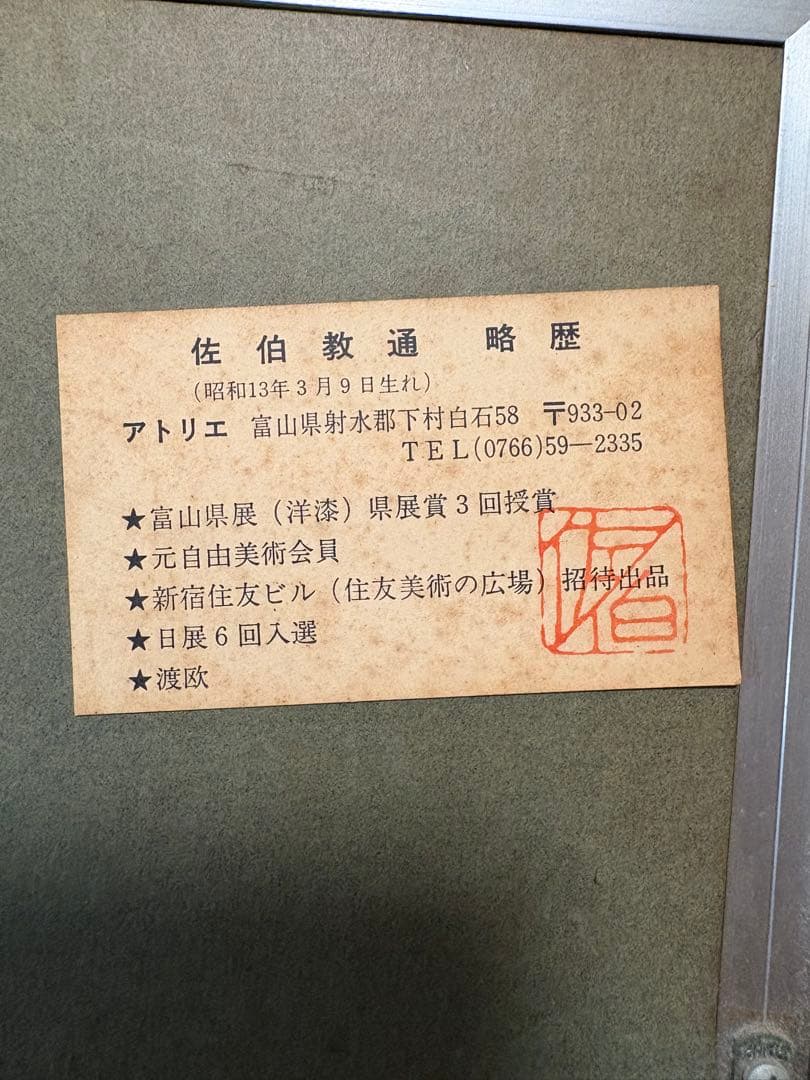 佐伯教通 略歴
（昭和13年3月9日生れ）
アトリエ 富山県射水郡下村白石58 〒933-02
TEL(0766)59―2335
★富山県展（洋漆）県展賞3回授賞
★元自由美術会員
★新宿住友ビル（住友美術の広場）招待出品
★日展6回入選
★渡欧
佐伯